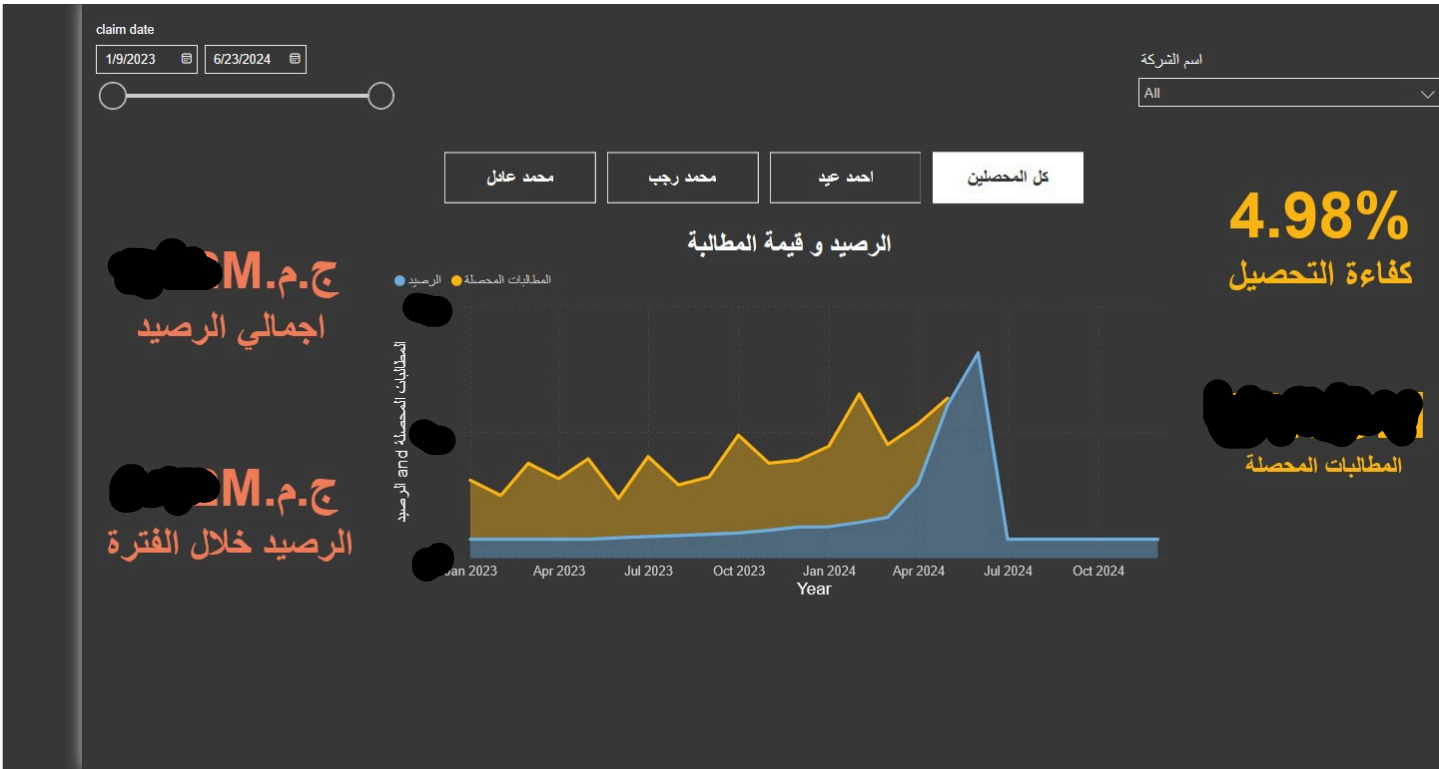 claim date
1/9/2023
6/23/2024
اسم الشركة
All
كل المحصلين
احمد عيد
محمد رجب
محمد عادل
4.98%
كفاءة التحصيل
الرصيد و قيمة المطالبة
الرصيد
المطالبات المحصلة
ج.م.M
اجمالي الرصيد
ج.م.M
الرصيد خلال الفترة
المطالبات المحصلة
الرصيد and المطالبات المحصلة
Jan 2023
Apr 2023
Jul 2023
Oct 2023
Jan 2024
Apr 2024
Jul 2024
Oct 2024
Year